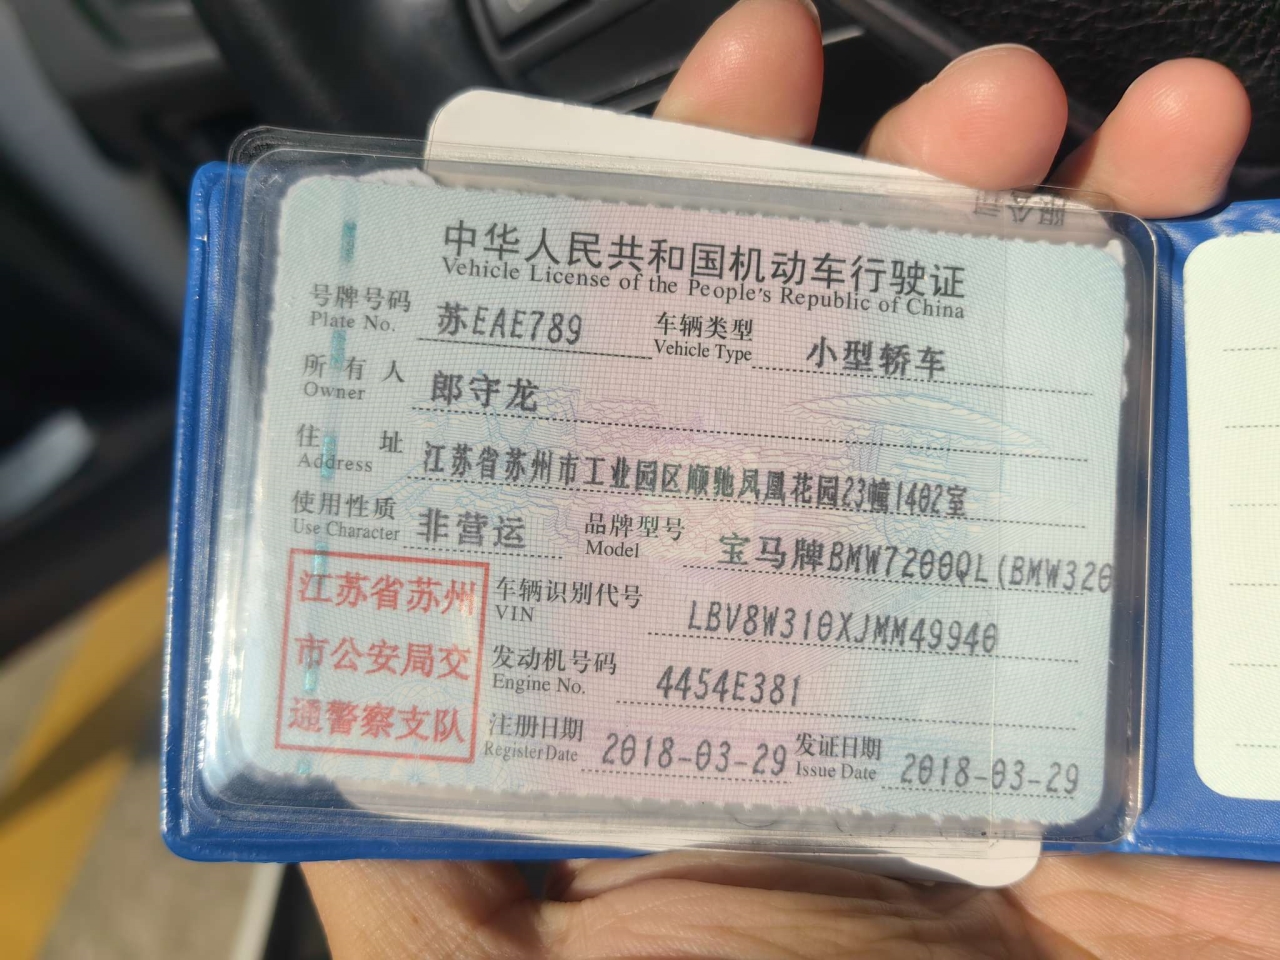 中华人民共和国机动车行驶证
Vehicle License of the People's Republic of China
号牌号码 苏EAE789 车辆类型 小型轿车
Plate No. Vehicle Type
所有人 郎守龙
Owner
住址 江苏省苏州市工业园区顺驰凤凰花园23幢1402室
Address
使用性质 非营运 品牌型号 宝马牌BMW7200QL(BMW320
Use Character Model
江苏省苏州
市公安局交
通警察支队
车辆识别代号 LBV8W310XJMM49940
VIN
发动机号码 4454E381
Engine No.
注册日期 2018-03-29 发证日期 2018-03-29
Register Date Issue Date